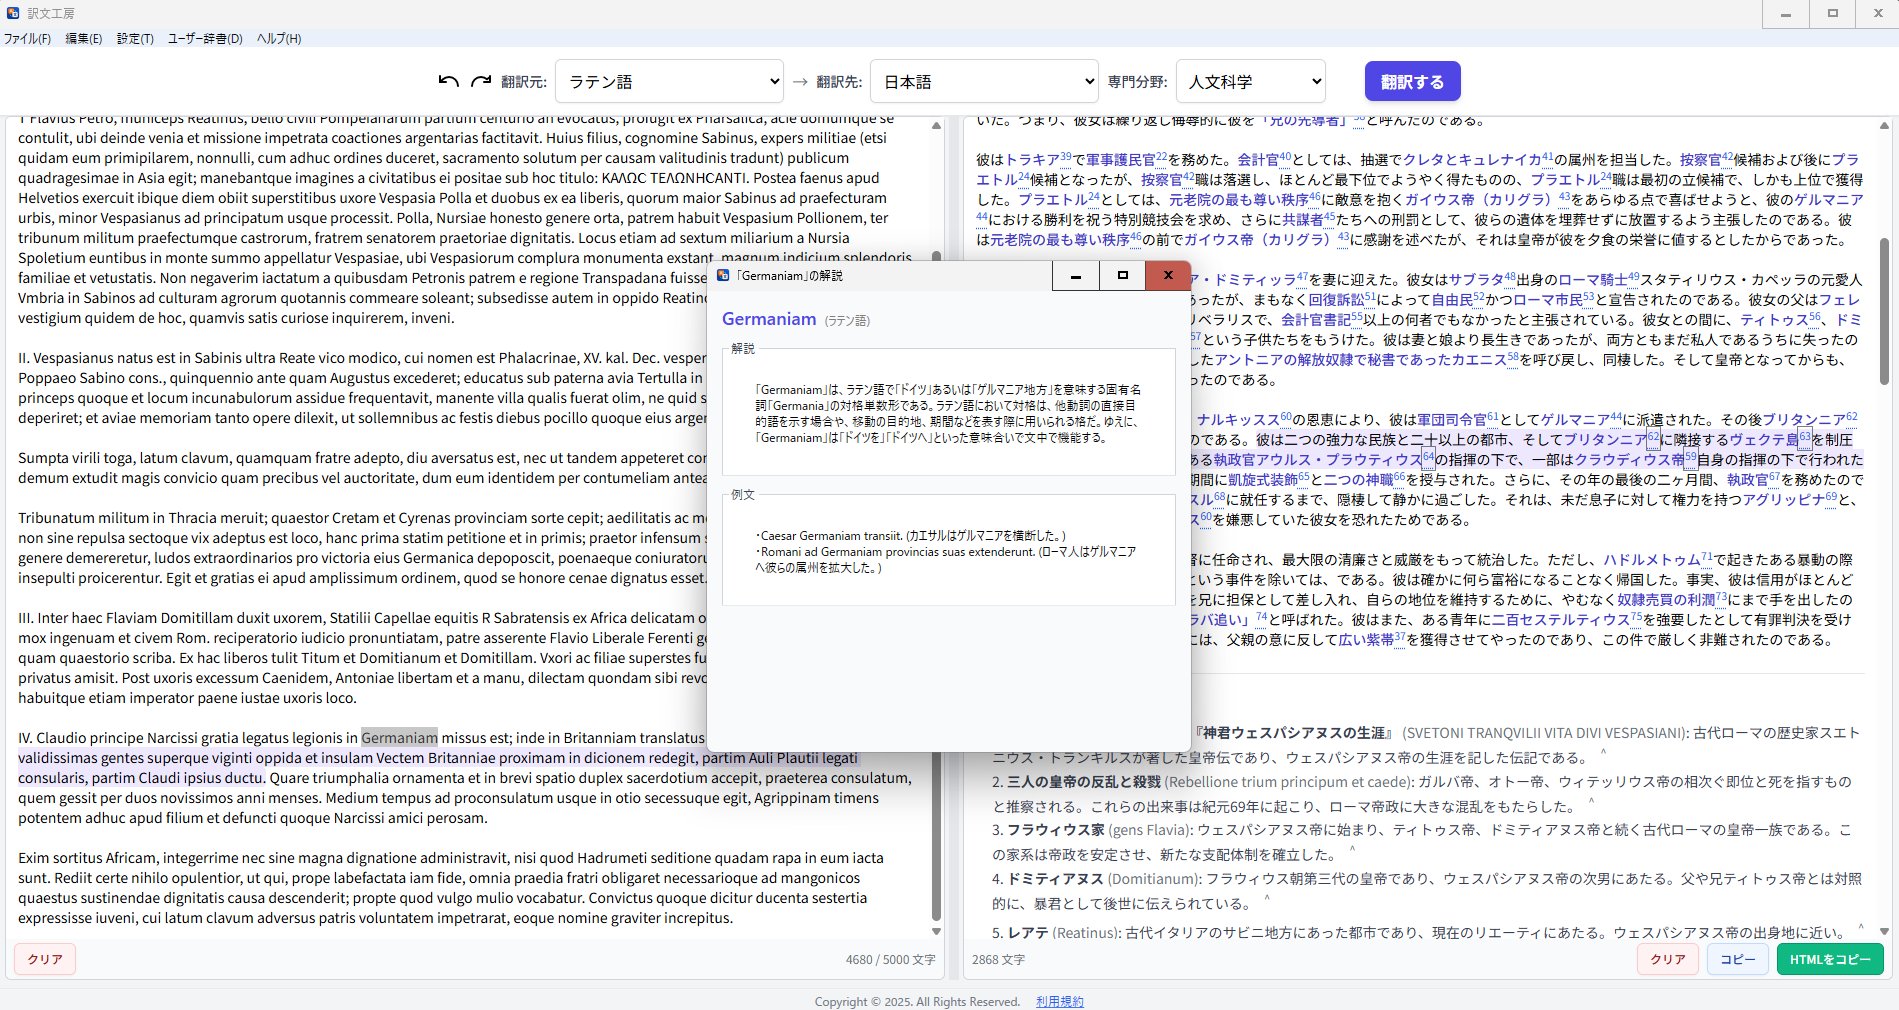 訳文工房
ファイル(F) 編集(E) 設定(T) ユーザー辞書(D) ヘルプ(H)
翻訳元: ラテン語 → 翻訳先: 日本語 専門分野: 人文科学 翻訳する
T Flavius Petro, municeps Reatinus, bello civili Pompeianarum partium centurio an evocatus, profugit ex Pharsalica, acie domumque se
contulit, ubi deinde venia et missione impetrata coactiones argentarias factitavit. Huius filius, cognomine Sabinus, expers militiae (etsi
quidam eum primipilarem, nonnulli, cum adhuc ordines duceret, sacramento solutum per causam valitudinis tradunt) publicum
quadragesimae in Asia egit; manebantque imagines a civitatibus ei positae sub hoc titulo: ΚΑΛΩΣ ΤΕΛΩΝΗϹΑΝΤΙ. Postea faenus apud
Helvetios exercuit ibique diem obiit superstitibus uxore Vespasia Polla et duobus ex ea liberis, quorum maior Sabinus ad praefecturam
urbis, minor Vespasianus ad principatum usque processit. Polla, Nursiae honesto genere orta, patrem habuit Vespasium Pollionem, ter
tribunum militum praefectumque castrorum, fratrem senatorem praetoriae dignitatis. Locus etiam ad sextum miliarium a Nursia
Spoletium euntibus in monte summo appellatur Vespasiae, ubi Vespasiorum complura monumenta exstant, magnum indicium splendoris
familiae et vetustatis. Non negaverim iactatum a quibusdam Petronis patrem e regione Transpadana fuisse
Vmbria in Sabinos ad culturam agrorum quotannis commeare soleant; subsedisse autem in oppido Reatino
vestigium quidem de hoc, quamvis satis curiose inquirerem, inveni.
II. Vespasianus natus est in Sabinis ultra Reate vico modico, cui nomen est Phalacrinae, XV. kal. Dec. vesper
Poppaeo Sabino cons., quinquennio ante quam Augustus excederet; educatus sub paterna avia Tertulla in
princeps quoque et locum incunabulorum assidue frequentavit, manente villa qualis fuerat olim, ne quid s
deperiret; et aviae memoriam tanto opere dilexit, ut sollemnibus ac festis diebus pocillo quoque eius arger
Sumpta virili toga, latum clavum, quamquam fratre adepto, diu aversatus est, nec ut tandem appeteret con
demum extudit magis convicio quam precibus vel auctoritate, dum eum identidem per contumeliam antea
Tribunatum militum in Thracia meruit; quaestor Cretam et Cyrenas provinciam sorte cepit; aedilitatis ac m
non sine repulsa sectoque vix adeptus est loco, hanc prima statim petitione et in primis; praetor infensum s
genere demereretur, ludos extraordinarios pro victoria eius Germanica depoposcit, poenaeque coniurator
insepulti proicerentur. Egit et gratias ei apud amplissimum ordinem, quod se honore cenae dignatus esset.
III. Inter haec Flaviam Domitillam duxit uxorem, Statilii Capellae equitis R Sabratensis ex Africa delicatam o
mox ingenuam et civem Rom. reciperatorio iudicio pronuntiatam, patre asserente Flavio Liberale Ferenti ge
quam quaestorio scriba. Ex hac liberos tulit Titum et Domitianum et Domitillam. Vxori ac filiae superstes fu
privatus amisit. Post uxoris excessum Caenidem, Antoniae libertam et a manu, dilectam quondam sibi revo
habuitque etiam imperator paene iustae uxoris loco.
IV. Claudio principe Narcissi gratia legatus legionis in Germaniam missus est; inde in Britanniam translatus
validissimas gentes superque viginti oppida et insulam Vectem Britanniae proximam in dicionem redegit, partim Auli Plautii legati
consularis, partim Claudi ipsius ductu. Quare triumphalia ornamenta et in brevi spatio duplex sacerdotium accepit, praeterea consulatum,
quem gessit per duos novissimos anni menses. Medium tempus ad proconsulatum usque in otio secessuque egit, Agrippinam timens
potentem adhuc apud filium et defuncti quoque Narcissi amici perosam.
Exim sortitus Africam, integerrime nec sine magna dignatione administravit, nisi quod Hadrumeti seditione quadam rapa in eum iacta
sunt. Rediit certe nihilo opulentior, ut qui, prope labefactata iam fide, omnia praedia fratri obligaret necessarioque ad mangonicos
quaestus sustinendae dignitatis causa descenderit; propte quod vulgo mulio vocabatur. Convictus quoque dicitur ducenta sestertia
expressisse iuveni, cui latum clavum adversus patris voluntatem impetrarat, eoque nomine graviter increpitus.
クリア 4680 / 5000 文字
「Germaniam」の解説
Germaniam (ラテン語)
解説
「Germaniam」は、ラテン語で「ドイツ」あるいは「ゲルマニア地方」を意味する固有名
詞「Germania」の対格単数形である。ラテン語において対格は、他動詞の直接目
的語を示す場合や、移動の目的地、期間などを表す際に用いられる格だ。ゆえに、
「Germaniam」は「ドイツを」「ドイツへ」といった意味合いで文中で機能する。
例文
・Caesar Germaniam transiit. (カエサルはゲルマニアを横断した。)
・Romani ad Germaniam provincias suas extenderunt. (ローマ人はゲルマニア
へ彼らの属州を拡大した。)
いた。つまり、彼女は繰り返し侮辱的に彼を「兄の先導者」38と呼んだのである。
彼はトラキア39で軍事護民官22を務めた。会計官40としては、抽選でクレタとキュレナイカ41の属州を担当した。按察官42候補および後にプラ
エトル24候補となったが、按察官42職は落選し、ほとんど最下位でようやく得たものの、プラエトル24職は最初の立候補で、しかも上位で獲得
した。プラエトル24としては、元老院の最も尊い秩序46に敵意を抱くガイウス帝（カリグラ）43をあらゆる点で喜ばせようと、彼のゲルマニア
44における勝利を祝う特別競技会を求め、さらに共謀者45たちへの刑罰として、彼らの遺体を埋葬せずに放置するよう主張したのである。彼
は元老院の最も尊い秩序46の前でガイウス帝（カリグラ）43に感謝を述べたが、それは皇帝が彼を夕食の栄誉に値するとしたからであった。
ア・ドミティッラ47を妻に迎えた。彼女はサブラタ48出身のローマ騎士49スタティリウス・カペッラの元愛人
あったが、まもなく回復訴訟51によって自由民52かつローマ市民53と宣告されたのである。彼女の父はフェレ
リベラリスで、会計官書記55以上の何者でもなかったと主張されている。彼女との間に、ティトゥス56、ドミ
57という子供たちをもうけた。彼は妻と娘より長生きであったが、両方ともまだ私人であるうちに失ったの
したアントニアの解放奴隷で秘書であったカエニス58を呼び戻し、同棲した。そして皇帝となってからも、
ったのである。
ナルキッスス60の恩恵により、彼は軍団司令官61としてゲルマニア44に派遣された。その後ブリタンニア62
のである。彼は二つの強力な民族と二十以上の都市、そしてブリタンニア62に隣接するヴェクテ島63を制圧
ある執政官アウルス・プラウティウス64の指揮の下で、一部はクラウディウス帝59自身の指揮の下で行われた
期間に凱旋式装飾65と二つの神職66を授与された。さらに、その年の最後の二ヶ月間、執政官67を務めたので
スル68に就任するまで、隠棲して静かに過ごした。それは、未だ息子に対して権力を持つアグリッピナ69と、
ス60を嫌悪していた彼女を恐れたためである。
督に任命され、最大限の清廉さと威厳をもって統治した。ただし、ハドルメトゥム71で起きたある暴動の際
という事件を除いては、である。彼は確かに何ら富裕になることなく帰国した。事実、彼は信用がほとんど
を兄に担保として差し入れ、自らの地位を維持するために、やむなく奴隷売買の利潤73にまで手を出したの
ラバ追い」74と呼ばれた。彼はまた、ある青年に二百セステルティウス75を強要したとして有罪判決を受け
には、父親の意に反して広い紫帯37を獲得させてやったのであり、この件で厳しく非難されたのである。
『神君ウェスパシアヌスの生涯』 (SVETONI TRANQVILII VITA DIVI VESPASIANI): 古代ローマの歴史家スエト
ニウス・トランキルスが著した皇帝伝であり、ウェスパシアヌス帝の生涯を記した伝記である。 ^
2. 三人の皇帝の反乱と殺戮 (Rebellione trium principum et caede): ガルバ帝、オトー帝、ウィテッリウス帝の相次ぐ即位と死を指すもの
と推察される。これらの出来事は紀元69年に起こり、ローマ帝政に大きな混乱をもたらした。 ^
3. フラウィウス家 (gens Flavia): ウェスパシアヌス帝に始まり、ティトゥス帝、ドミティアヌス帝と続く古代ローマの皇帝一族である。こ
の家系は帝政を安定させ、新たな支配体制を確立した。 ^
4. ドミティアヌス (Domitianum): フラウィウス朝第三代の皇帝であり、ウェスパシアヌス帝の次男にあたる。父や兄ティトゥス帝とは対照
的に、暴君として後世に伝えられている。 ^
5. レアテ (Reatinus): 古代イタリアのサビニ地方にあった都市であり、現在のリエーティにあたる。ウェスパシアヌス帝の出身地に近い。 ^
2868 文字 クリア コピー HTMLをコピー
Copyright © 2025. All Rights Reserved. 利用規約